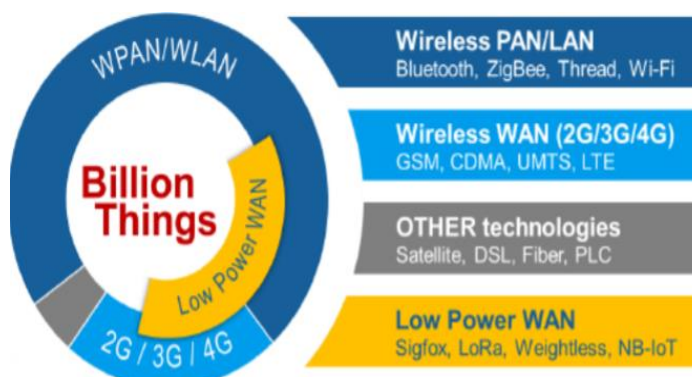 WPAN/WLAN
Billion
Things
Low Power WAN
2G / 3G / 4G
Wireless PAN/LAN
Bluetooth, ZigBee, Thread, Wi-Fi
Wireless WAN (2G/3G/4G)
GSM, CDMA, UMTS, LTE
OTHER technologies
Satellite, DSL, Fiber, PLC
Low Power WAN
Sigfox, LoRa, Weightless, NB-IoT